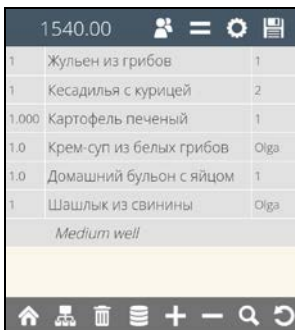 1540.00
1 Жульен из грибов 1
1 Кесадилья с курицей 2
1.000 Картофель печеный 1
1.0 Крем-суп из белых грибов Olga
1.0 Домашний бульон с яйцом 1
1 Шашлык из свинины Olga
Medium well